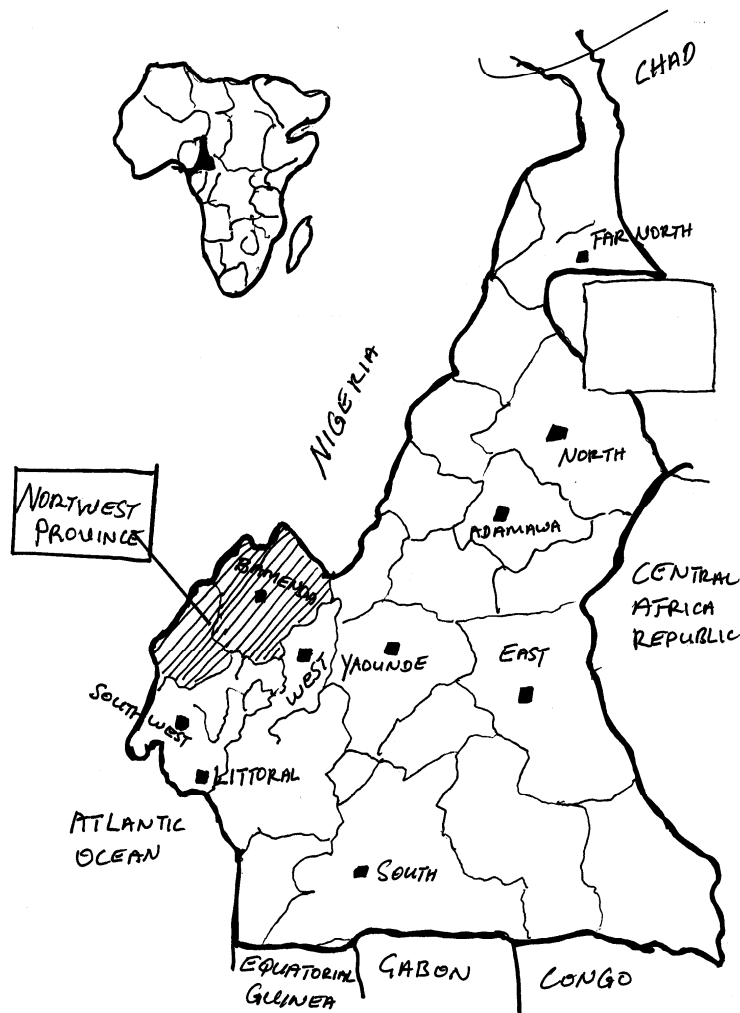 CHAD
FAR NORTH
NIGERIA
NORTH
NORTWEST
PROVINCE
ADAMAWA
BAMENDA
CENTRAL
AFRICA
REPUBLIC
WEST
YAOUNDE
EAST
SOUTH WEST
LITTORAL
ATLANTIC
OCEAN
SOUTH
EQUATORIAL
GUINEA
GABON
CONGO